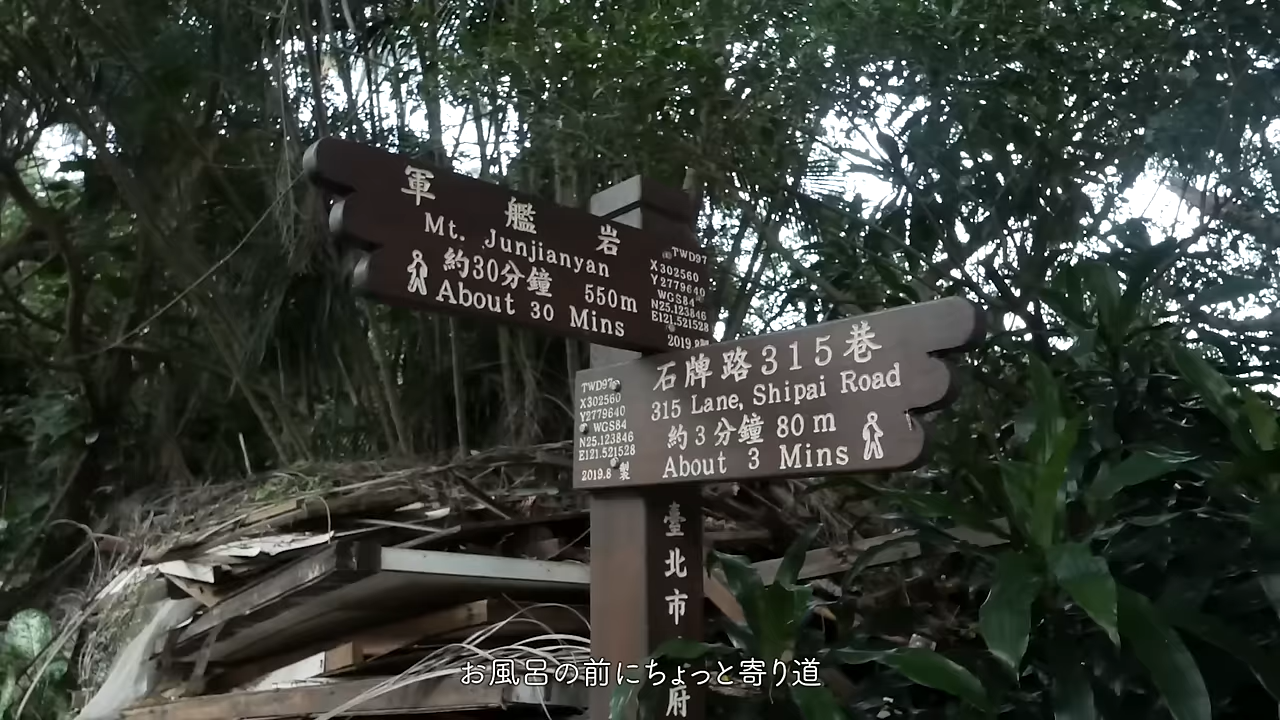 軍艦岩
Mt. Junjianyan
約30分鐘 550m
About 30 Mins
TWD97
X302560
Y2779640
WGS84
N25.123846
E121.521528
2019.8製
石牌路315巷
315 Lane, Shipai Road
約3分鐘 80m
About 3 Mins
TWD97
X302560
Y2779640
WGS84
N25.123846
E121.521528
2019.8 製
臺北市
府
お風呂の前にちょっと寄り道